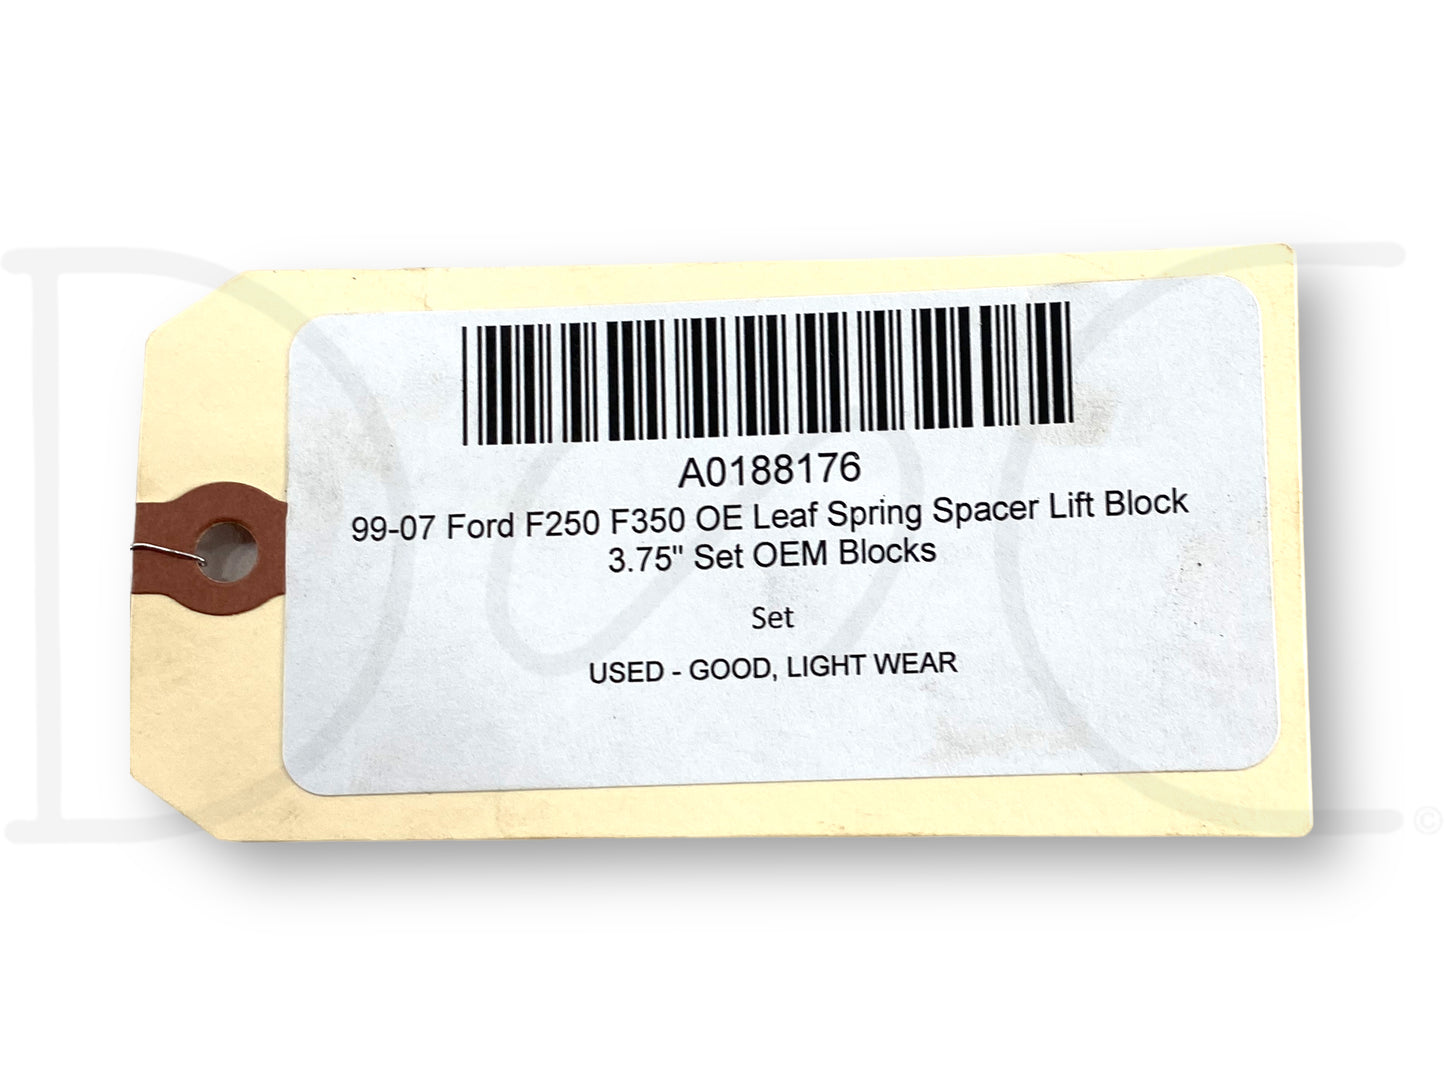 A0188176
99-07 Ford F250 F350 OE Leaf Spring Spacer Lift Block
3.75" Set OEM Blocks
Set
USED - GOOD, LIGHT WEAR
©